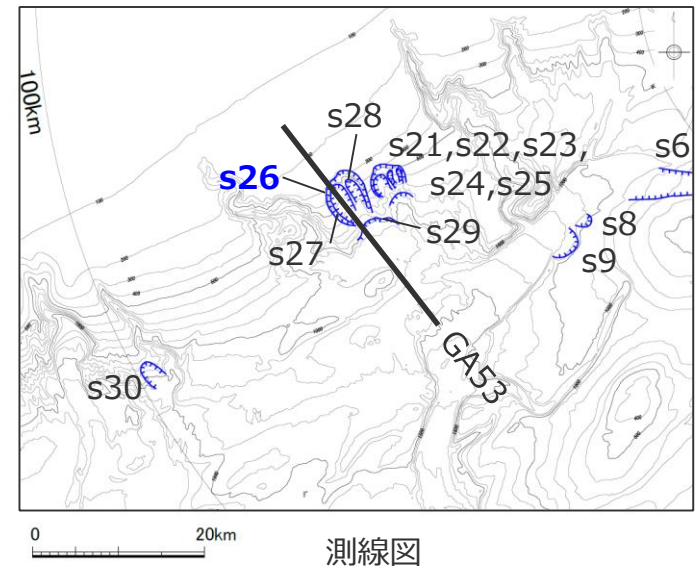 100km
s28
s21,s22,s23,
s24,s25
s6
s26
s27
s29
s8
s9
GA53
s30
0 20km
測線図